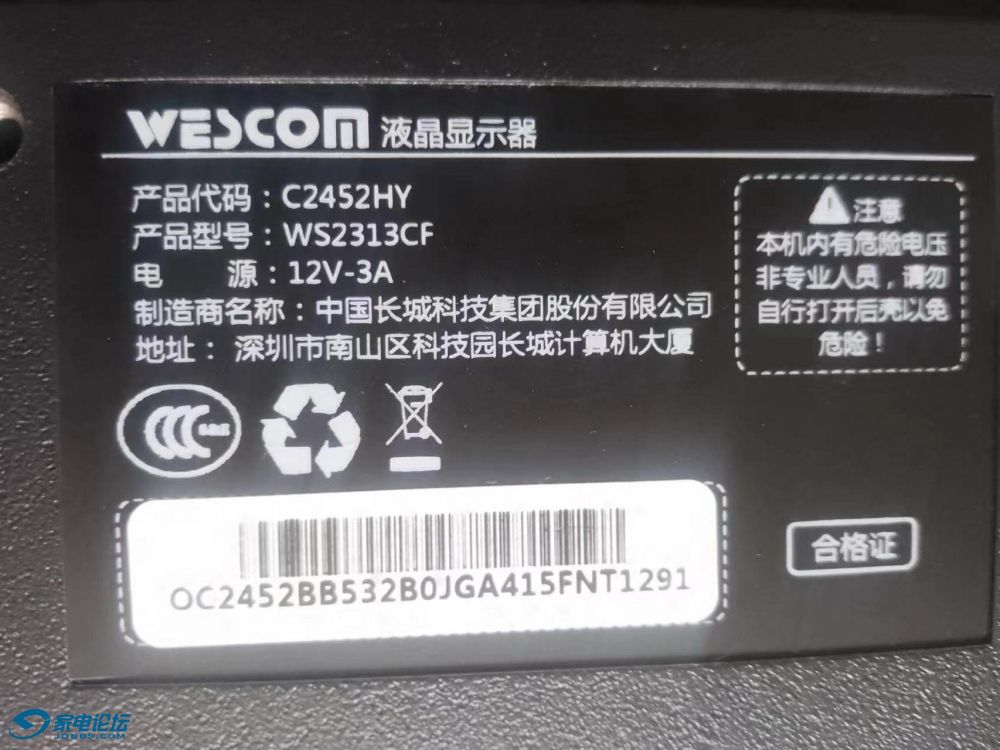 WESCOM 液晶显示器
产品代码：C2452HY
产品型号：WS2313CF
电 源：12V-3A
制造商名称：中国长城科技集团股份有限公司
地址： 深圳市南山区科技园长城计算机大厦
注意
本机内有危险电压
非专业人员，请勿
自行打开后壳以免
危险！
OC2452BB532B0JGA415FNT1291
合格证
家电论坛
JDBBS.COM